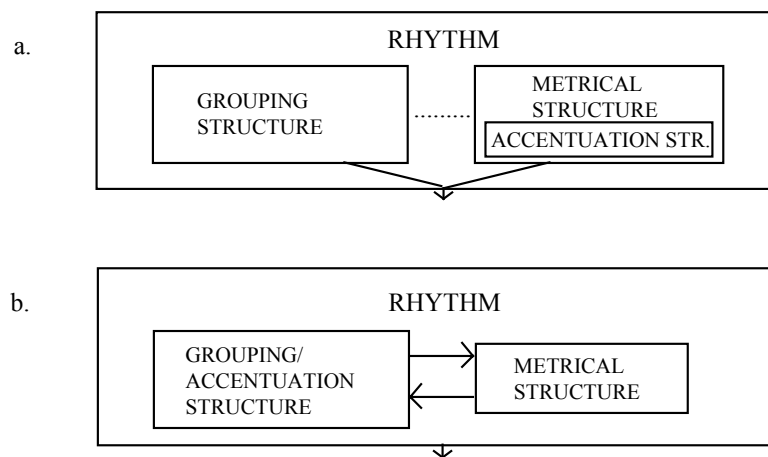 a.
RHYTHM
GROUPING
STRUCTURE
.........
METRICAL
STRUCTURE
ACCENTUATION STR.
b.
RHYTHM
GROUPING/
ACCENTUATION
STRUCTURE
METRICAL
STRUCTURE